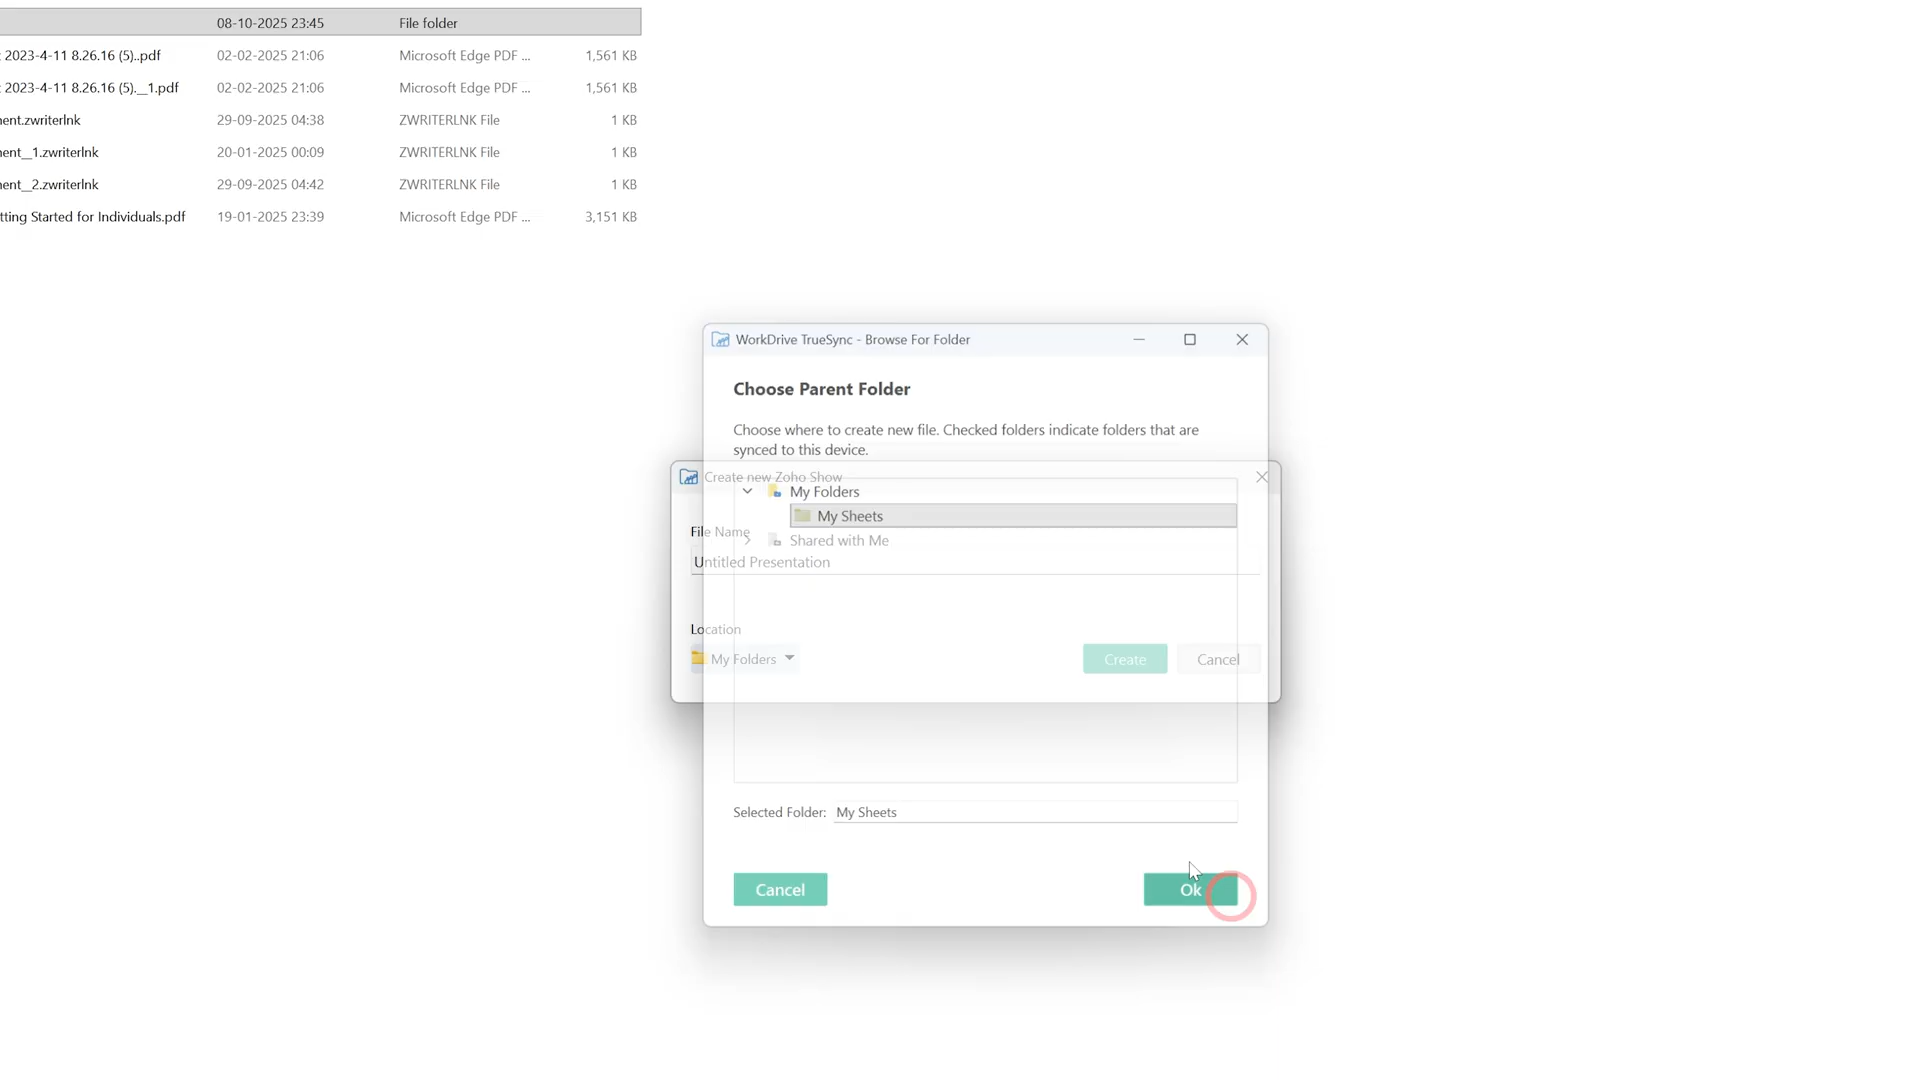 08-10-2025 23:45 File folder
2023-4-11 8.26.16 (5)..pdf 02-02-2025 21:06 Microsoft Edge PDF ... 1,561 KB
2023-4-11 8.26.16 (5).__1.pdf 02-02-2025 21:06 Microsoft Edge PDF ... 1,561 KB
ent.zwriterlnk 29-09-2025 04:38 ZWRITERLNK File 1 KB
ent__1.zwriterlnk 20-01-2025 00:09 ZWRITERLNK File 1 KB
ent__2.zwriterlnk 29-09-2025 04:42 ZWRITERLNK File 1 KB
tting Started for Individuals.pdf 19-01-2025 23:39 Microsoft Edge PDF ... 3,151 KB
WorkDrive TrueSync - Browse For Folder
Choose Parent Folder
Choose where to create new file. Checked folders indicate folders that are
synced to this device.
Create new Zoho Show
My Folders
My Sheets
File Name
Shared with Me
Untitled Presentation
Location
My Folders Create Cancel
Selected Folder: My Sheets
Cancel Ok